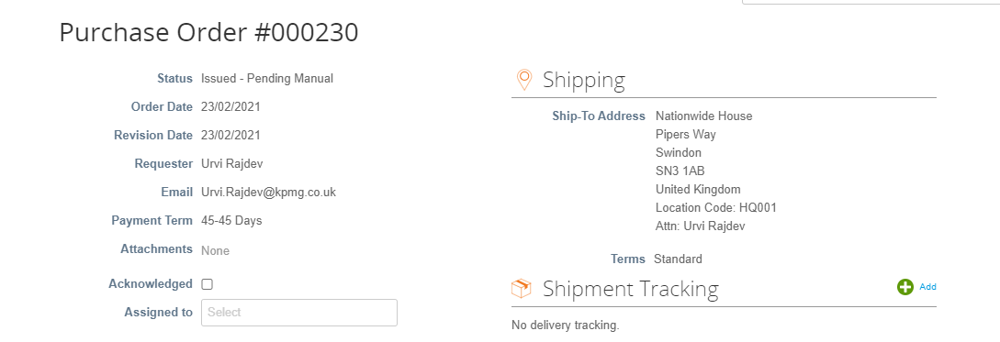 Purchase Order #000230
Status Issued - Pending Manual
Order Date 23/02/2021
Revision Date 23/02/2021
Requester Urvi Rajdev
Email Urvi.Rajdev@kpmg.co.uk
Payment Term 45-45 Days
Attachments None
Acknowledged
Assigned to Select
Shipping
Ship-To Address Nationwide House
Pipers Way
Swindon
SN3 1AB
United Kingdom
Location Code: HQ001
Attn: Urvi Rajdev
Terms Standard
Shipment Tracking Add
No delivery tracking.